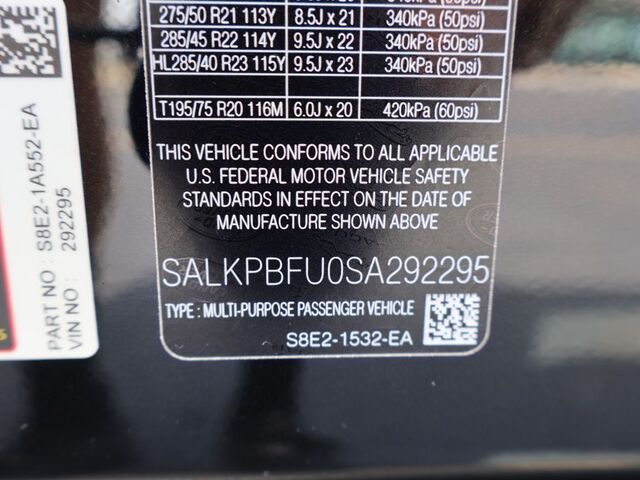 275/50 R21 113Y 8.5J x 21 340kPa (50psi)
285/45 R22 114Y 9.5J x 22 340kPa (50psi)
HL285/40 R23 115Y 9.5J x 23 340kPa (50psi)
T195/75 R20 116M 6.0J x 20 420kPa (60psi)
THIS VEHICLE CONFORMS TO ALL APPLICABLE
U.S. FEDERAL MOTOR VEHICLE SAFETY
STANDARDS IN EFFECT ON THE DATE OF
MANUFACTURE SHOWN ABOVE
SALKPBFU0SA292295
TYPE : MULTI-PURPOSE PASSENGER VEHICLE
S8E2-1532-EA
PART NO : S8E2-1A552-EA
VIN NO : 292295